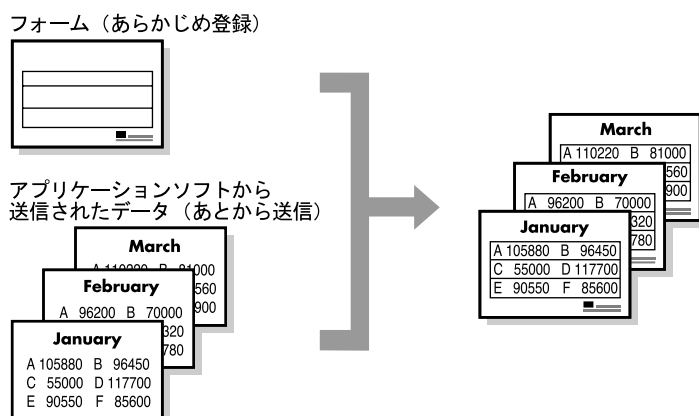 フォーム（あらかじめ登録）
アプリケーションソフトから
送信されたデータ（あとから送信）
March
81000
560
900
February
A 96200 B 70000
320
780
January
A 105880 B 96450
C 55000 D 117700
E 90550 F 85600
March
A 110220 B 81000
560
900
February
A 96200 B 70000
320
780
January
A 105880 B 96450
C 55000 D 117700
E 90550 F 85600